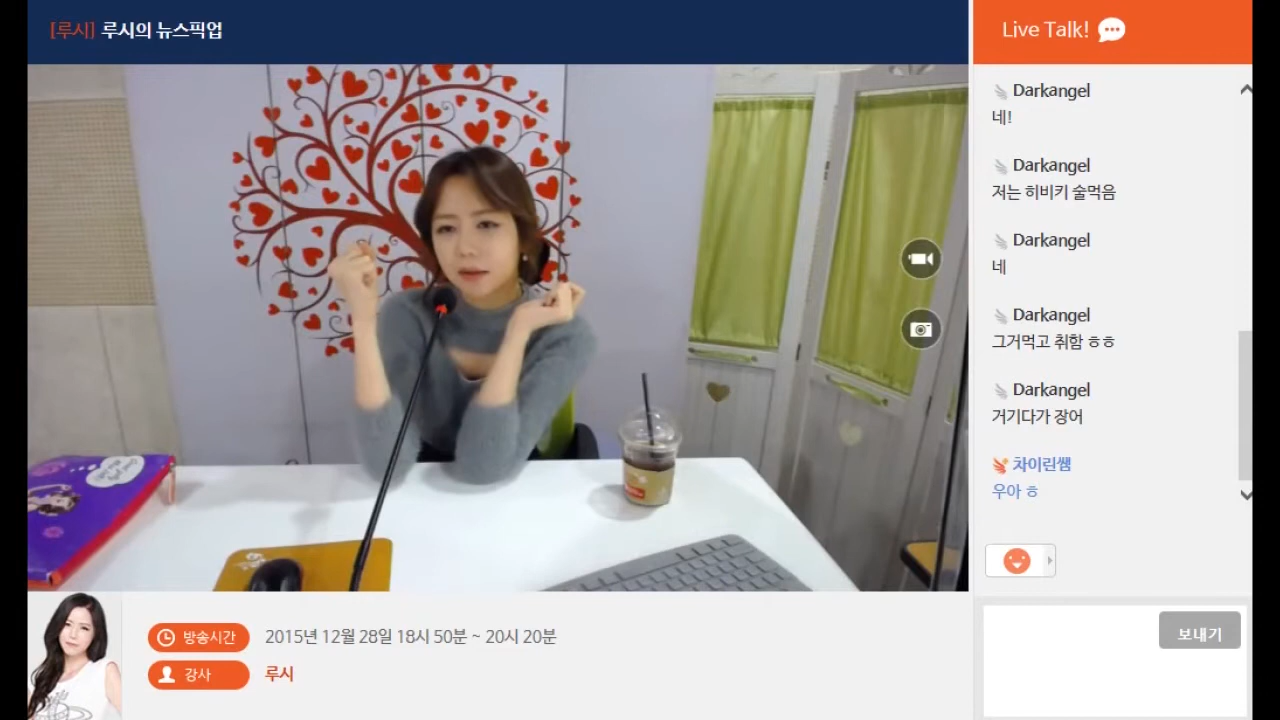 [루시] 루시의 뉴스픽업
Live Talk!
Darkangel
네!
Darkangel
저는 히비키 술먹음
Darkangel
네
Darkangel
그거먹고 취함 ㅎㅎ
Darkangel
거기다가 장어
차이린쌤
우아 ㅎ
보내기
방송시간 2015년 12월 28일 18시 50분 ~ 20시 20분
강사 루시